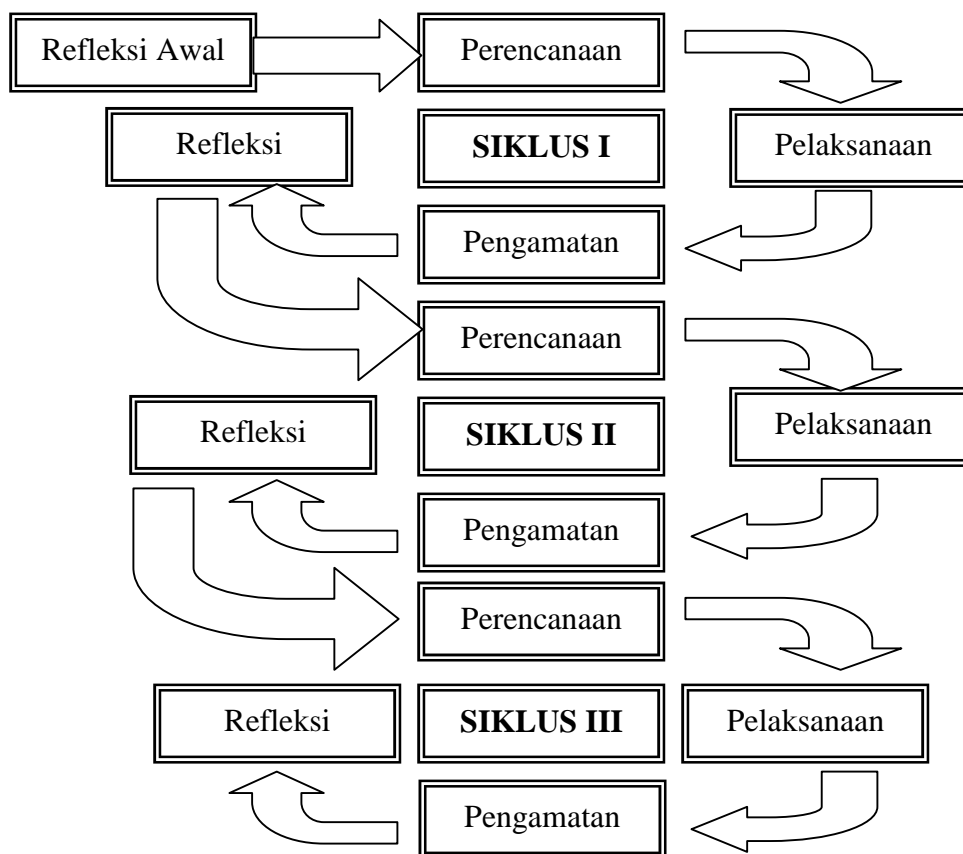 Refleksi Awal
Perencanaan
Refleksi
SIKLUS I
Pelaksanaan
Pengamatan
Perencanaan
Refleksi
SIKLUS II
Pelaksanaan
Pengamatan
Perencanaan
Refleksi
SIKLUS III
Pelaksanaan
Pengamatan